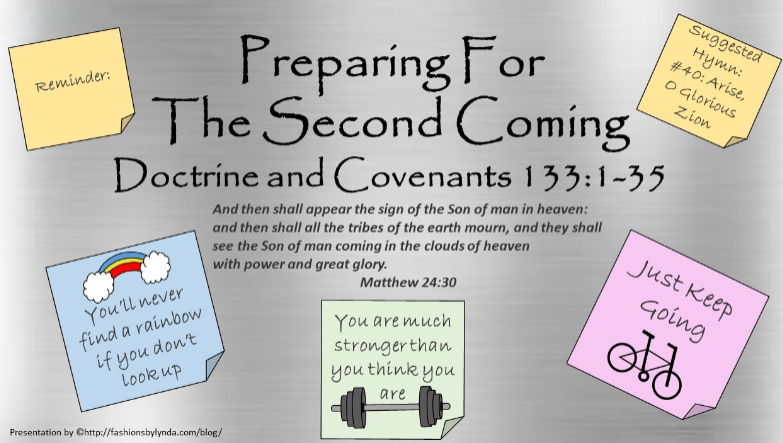 Reminder:
Preparing For
The Second Coming
Doctrine and Covenants 133:1-35
Suggested
Hymn:
#40: Arise,
O Glorious
Zion
And then shall appear the sign of the Son of man in heaven:
and then shall all the tribes of the earth mourn, and they shall
see the Son of man coming in the clouds of heaven
with power and great glory.
Matthew 24:30
You'll never
find a rainbow
if you don't
look up
You are much
stronger than
you think you
are
Just Keep
Going
Presentation by ©http://fashionsbylynda.com/blog/